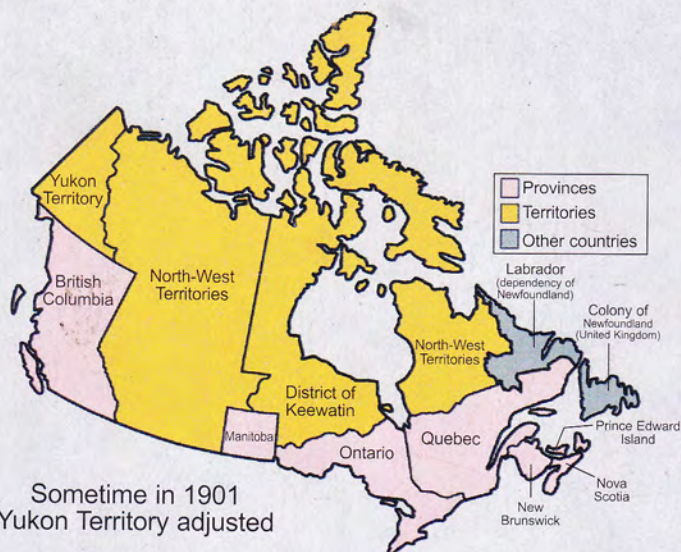 Yukon
Territory
Provinces
Territories
Other countries
British
Columbia
North-West
Territories
Labrador
(dependency of
Newfoundland)
Colony of
Newfoundland
(United Kingdom)
North-West
Territories
District of
Keewatin
Manitoba
Ontario
Quebec
Prince Edward
Island
Nova
Scotia
New
Brunswick
Sometime in 1901
Yukon Territory adjusted